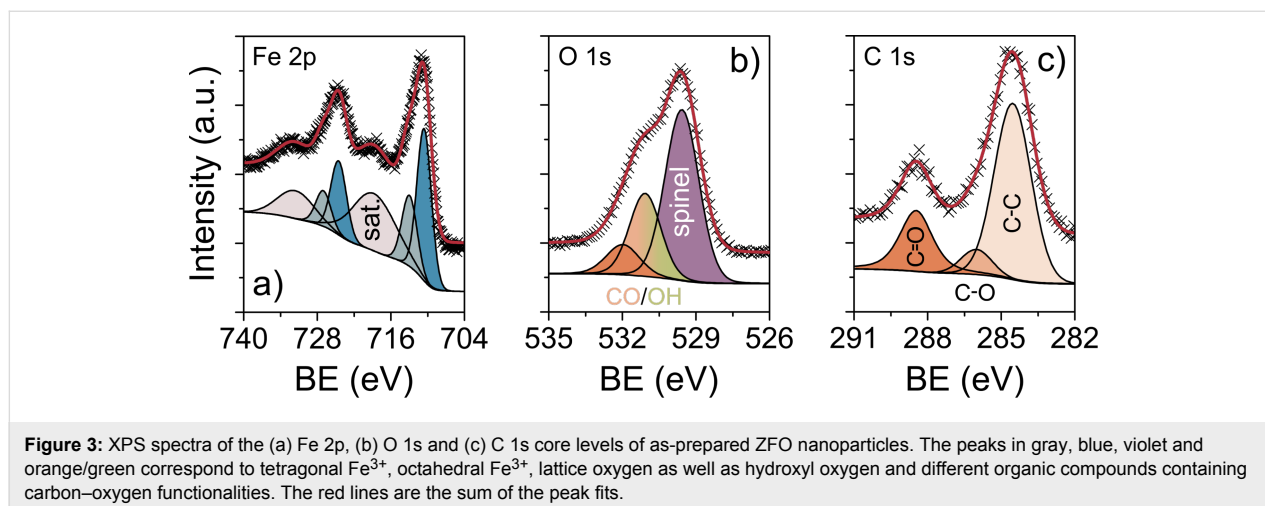 Fe 2p
O 1s
b)
C 1s
c)
Intensity (a.u.)
sat.
a)
spinel
CO/OH
C=O
C-C
C-O
740 728 716 704
535 532 529 526
291 288 285 282
BE (eV)
BE (eV)
BE (eV)
Figure 3: XPS spectra of the (a) Fe 2p, (b) O 1s and (c) C 1s core levels of as-prepared ZFO nanoparticles. The peaks in gray, blue, violet and
orange/green correspond to tetragonal Fe³⁺, octahedral Fe³⁺, lattice oxygen as well as hydroxyl oxygen and different organic compounds containing
carbon–oxygen functionalities. The red lines are the sum of the peak fits.